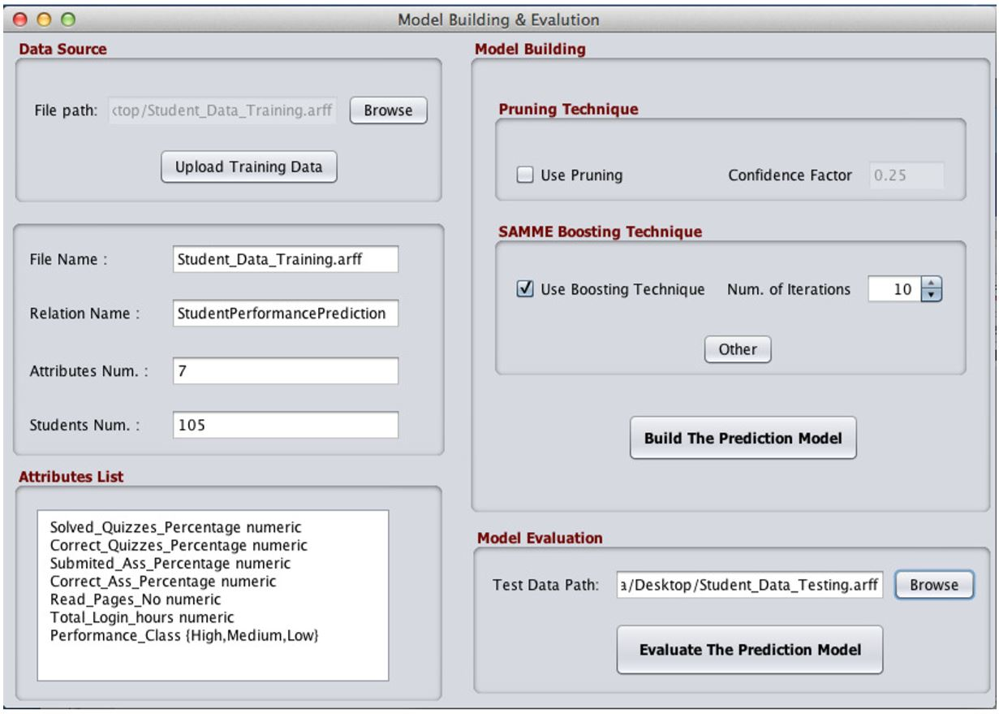 Model Building & Evalution
Data Source
File path: ktop/Student_Data_Training.arff Browse
Upload Training Data
File Name : Student_Data_Training.arff
Relation Name : StudentPerformancePrediction
Attributes Num. : 7
Students Num. : 105
Attributes List
Solved_Quizzes_Percentage numeric
Correct_Quizzes_Percentage numeric
Submited_Ass_Percentage numeric
Correct_Ass_Percentage numeric
Read_Pages_No numeric
Total_Login_hours numeric
Performance_Class {High,Medium,Low}
Model Building
Pruning Technique
Use Pruning Confidence Factor 0.25
SAMME Boosting Technique
Use Boosting Technique Num. of Iterations 10
Other
Build The Prediction Model
Model Evaluation
Test Data Path: a/Desktop/Student_Data_Testing.arff Browse
Evaluate The Prediction Model